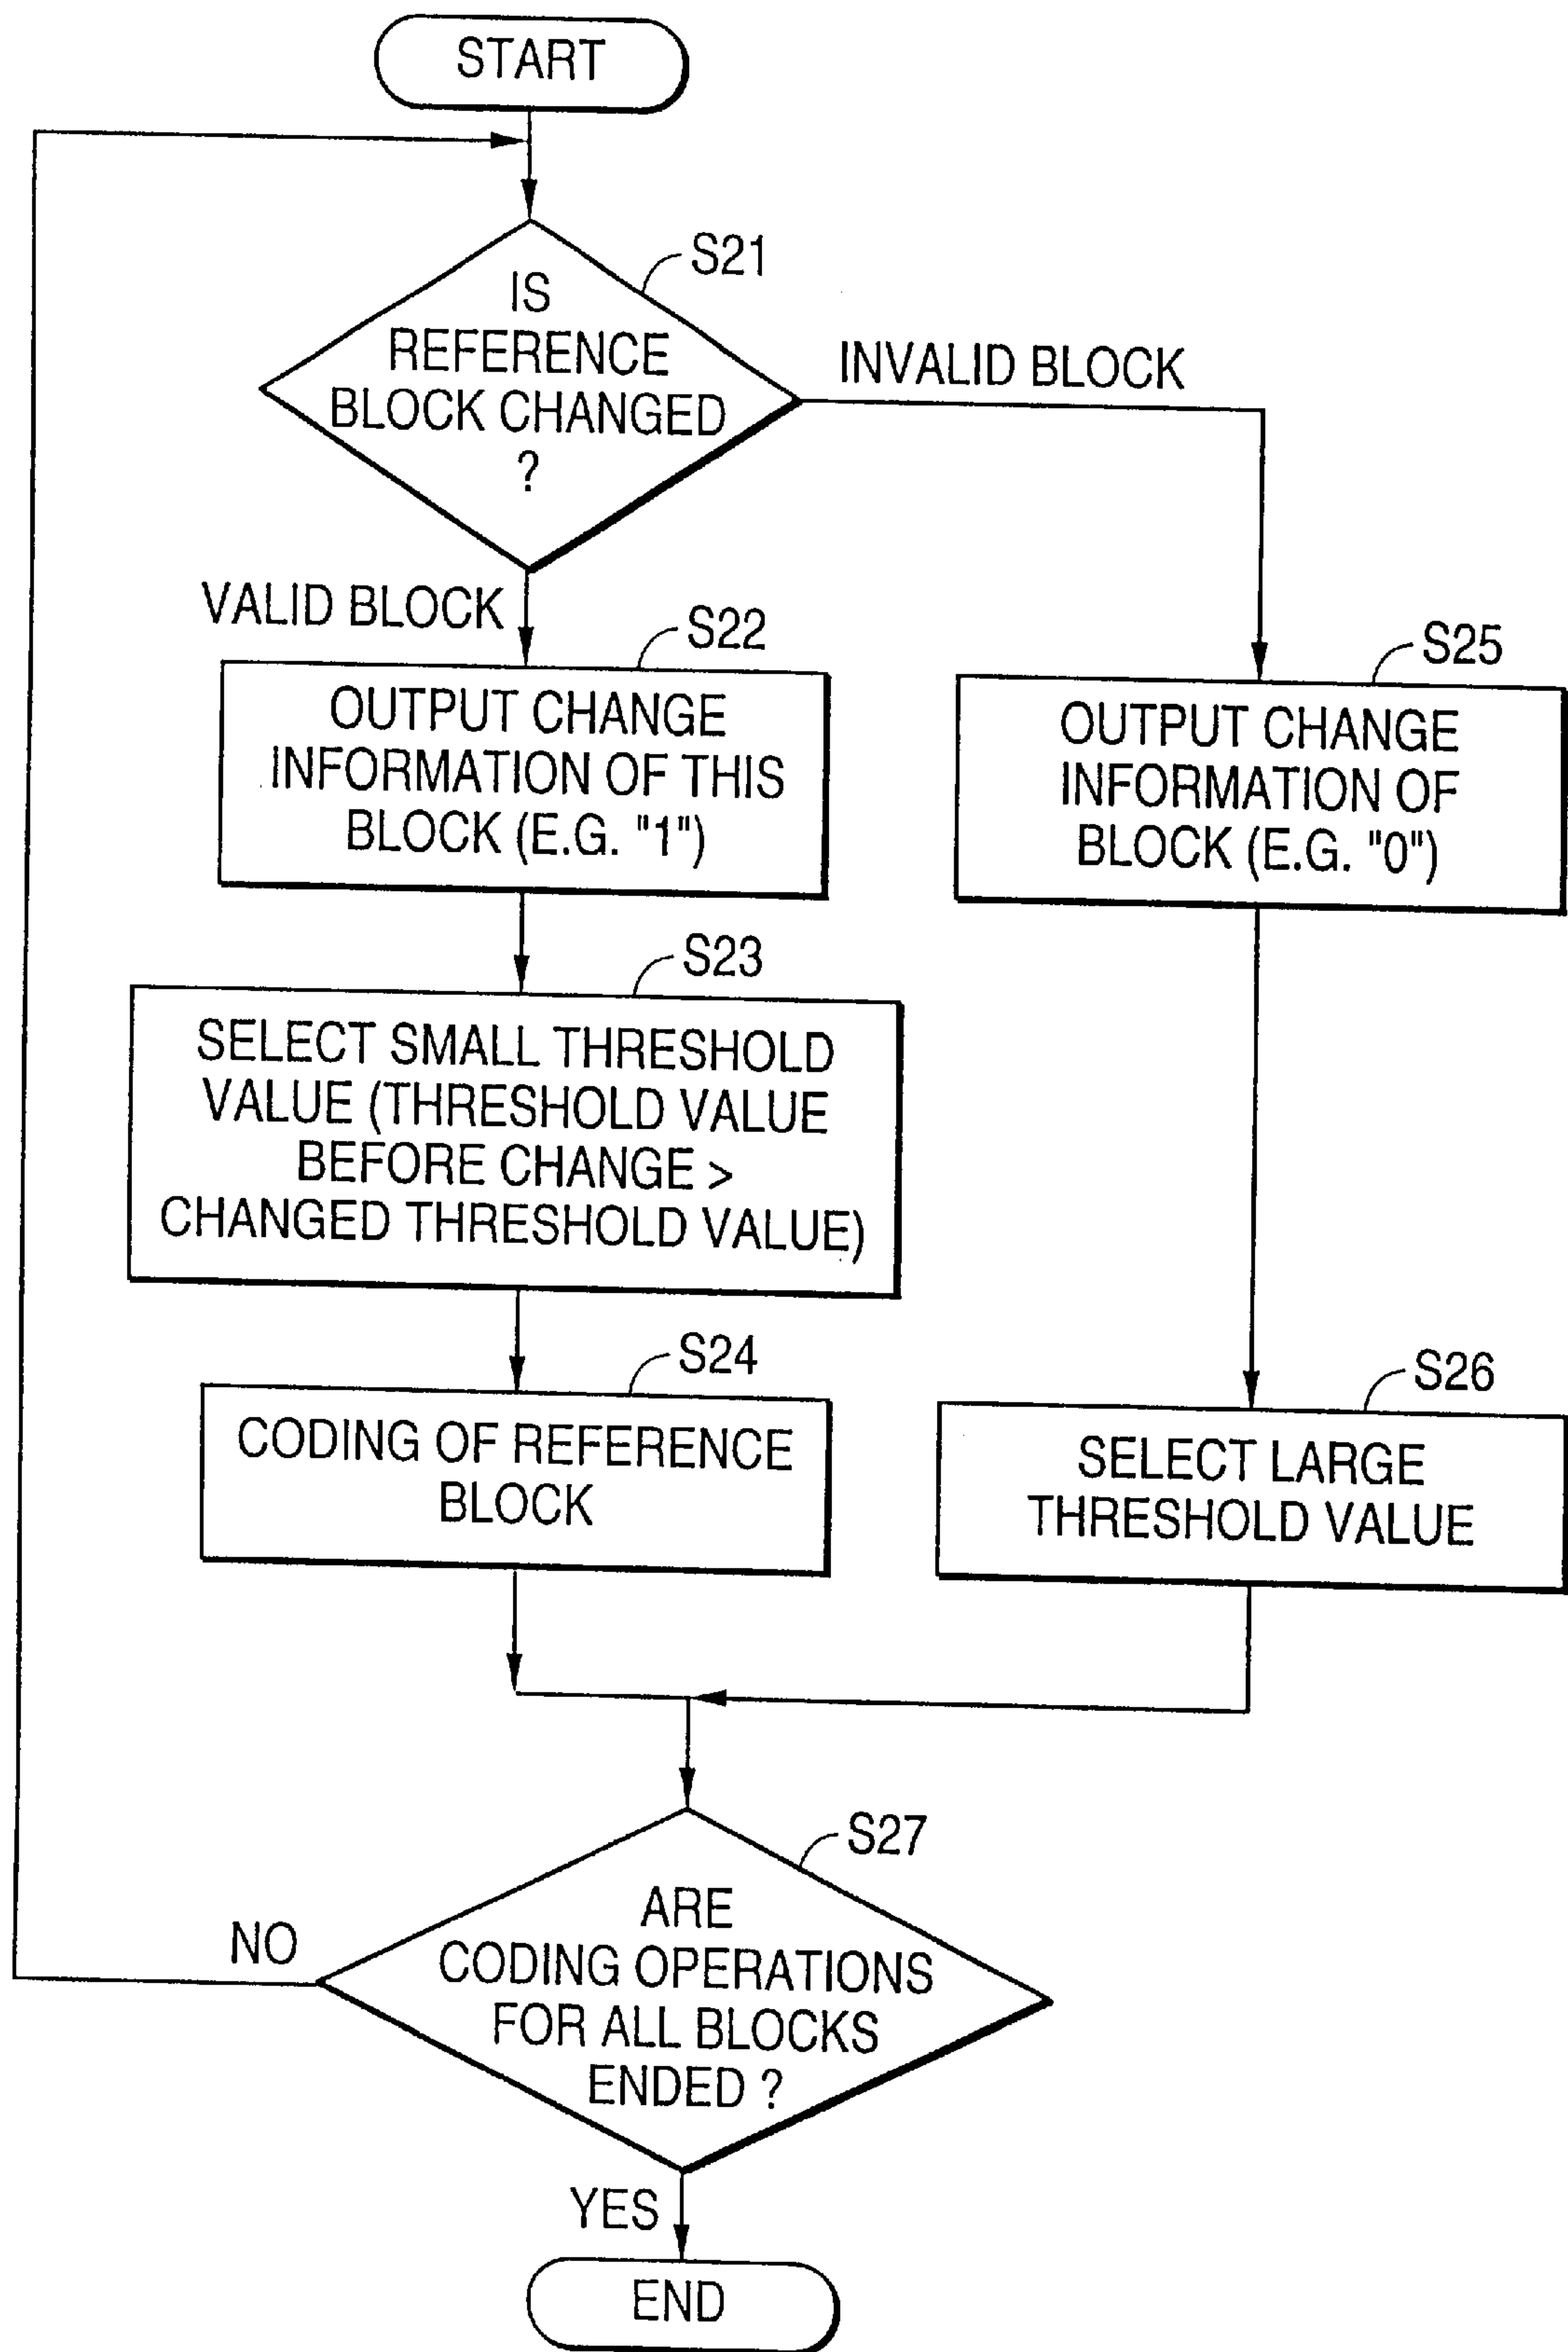 START
S21
IS
REFERENCE
BLOCK CHANGED
?
INVALID BLOCK
VALID BLOCK
S22
OUTPUT CHANGE
INFORMATION OF THIS
BLOCK (E.G. "1")
S25
OUTPUT CHANGE
INFORMATION OF
BLOCK (E.G. "0")
S23
SELECT SMALL THRESHOLD
VALUE (THRESHOLD VALUE
BEFORE CHANGE >
CHANGED THRESHOLD VALUE)
S24
CODING OF REFERENCE
BLOCK
S26
SELECT LARGE
THRESHOLD VALUE
S27
ARE
CODING OPERATIONS
FOR ALL BLOCKS
ENDED ?
NO
YES
END